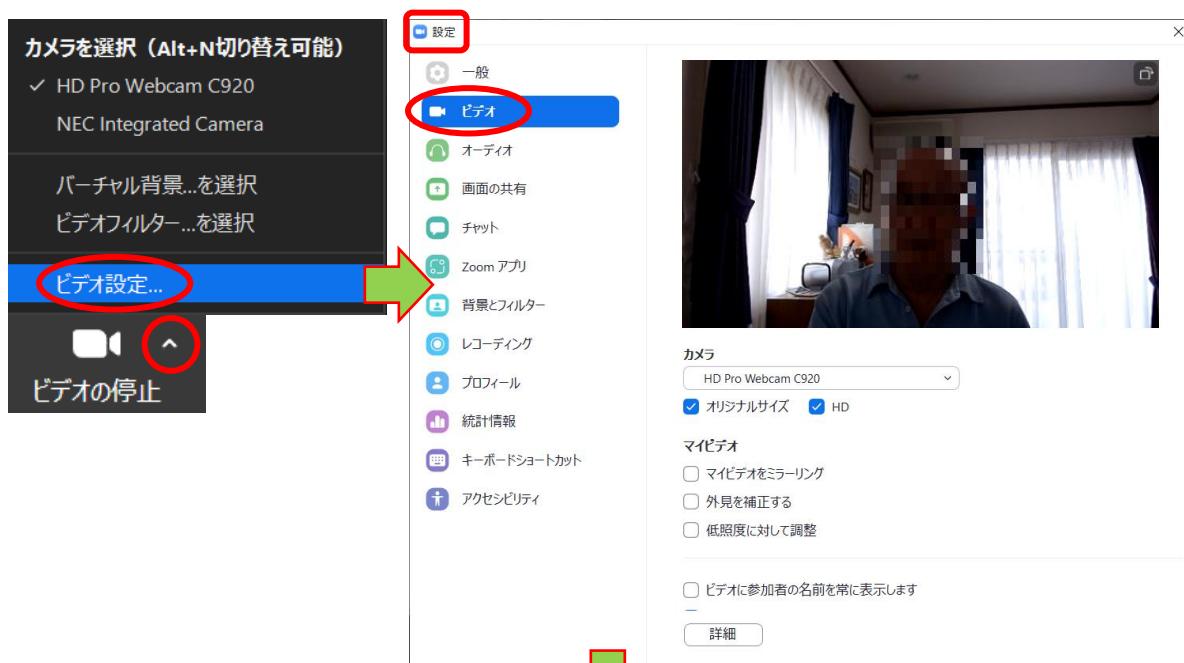 カメラを選択（Alt+N切り替え可能）
HD Pro Webcam C920
NEC Integrated Camera
バーチャル背景...を選択
ビデオフィルター...を選択
ビデオ設定...
ビデオの停止
設定
一般
ビデオ
オーディオ
画面の共有
チャット
Zoom アプリ
背景とフィルター
レコーディング
プロフィール
統計情報
キーボードショートカット
アクセシビリティ
カメラ
HD Pro Webcam C920
オリジナルサイズ HD
マイビデオ
マイビデオをミラーリング
外見を補正する
低照度に対して調整
ビデオに参加者の名前を常に表示します
詳細